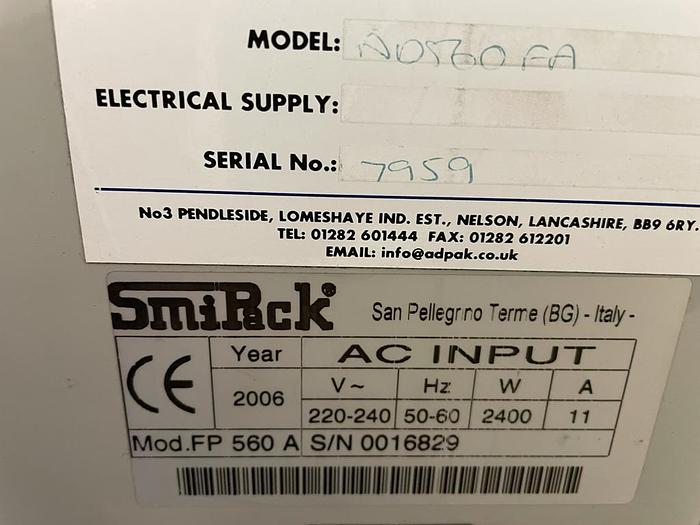 MODEL: AD560 FA
ELECTRICAL SUPPLY:
SERIAL No.: 7959
No3 PENDLESIDE, LOMESHAYE IND. EST., NELSON, LANCASHIRE, BB9 6RY.
TEL: 01282 601444 FAX: 01282 612201
EMAIL: info@adpak.co.uk
SmiPack® San Pellegrino Terme (BG) - Italy -
CE Year AC INPUT
2006 V~ Hz W A
220-240 50-60 2400 11
Mod.FP 560 A S/N 0016829